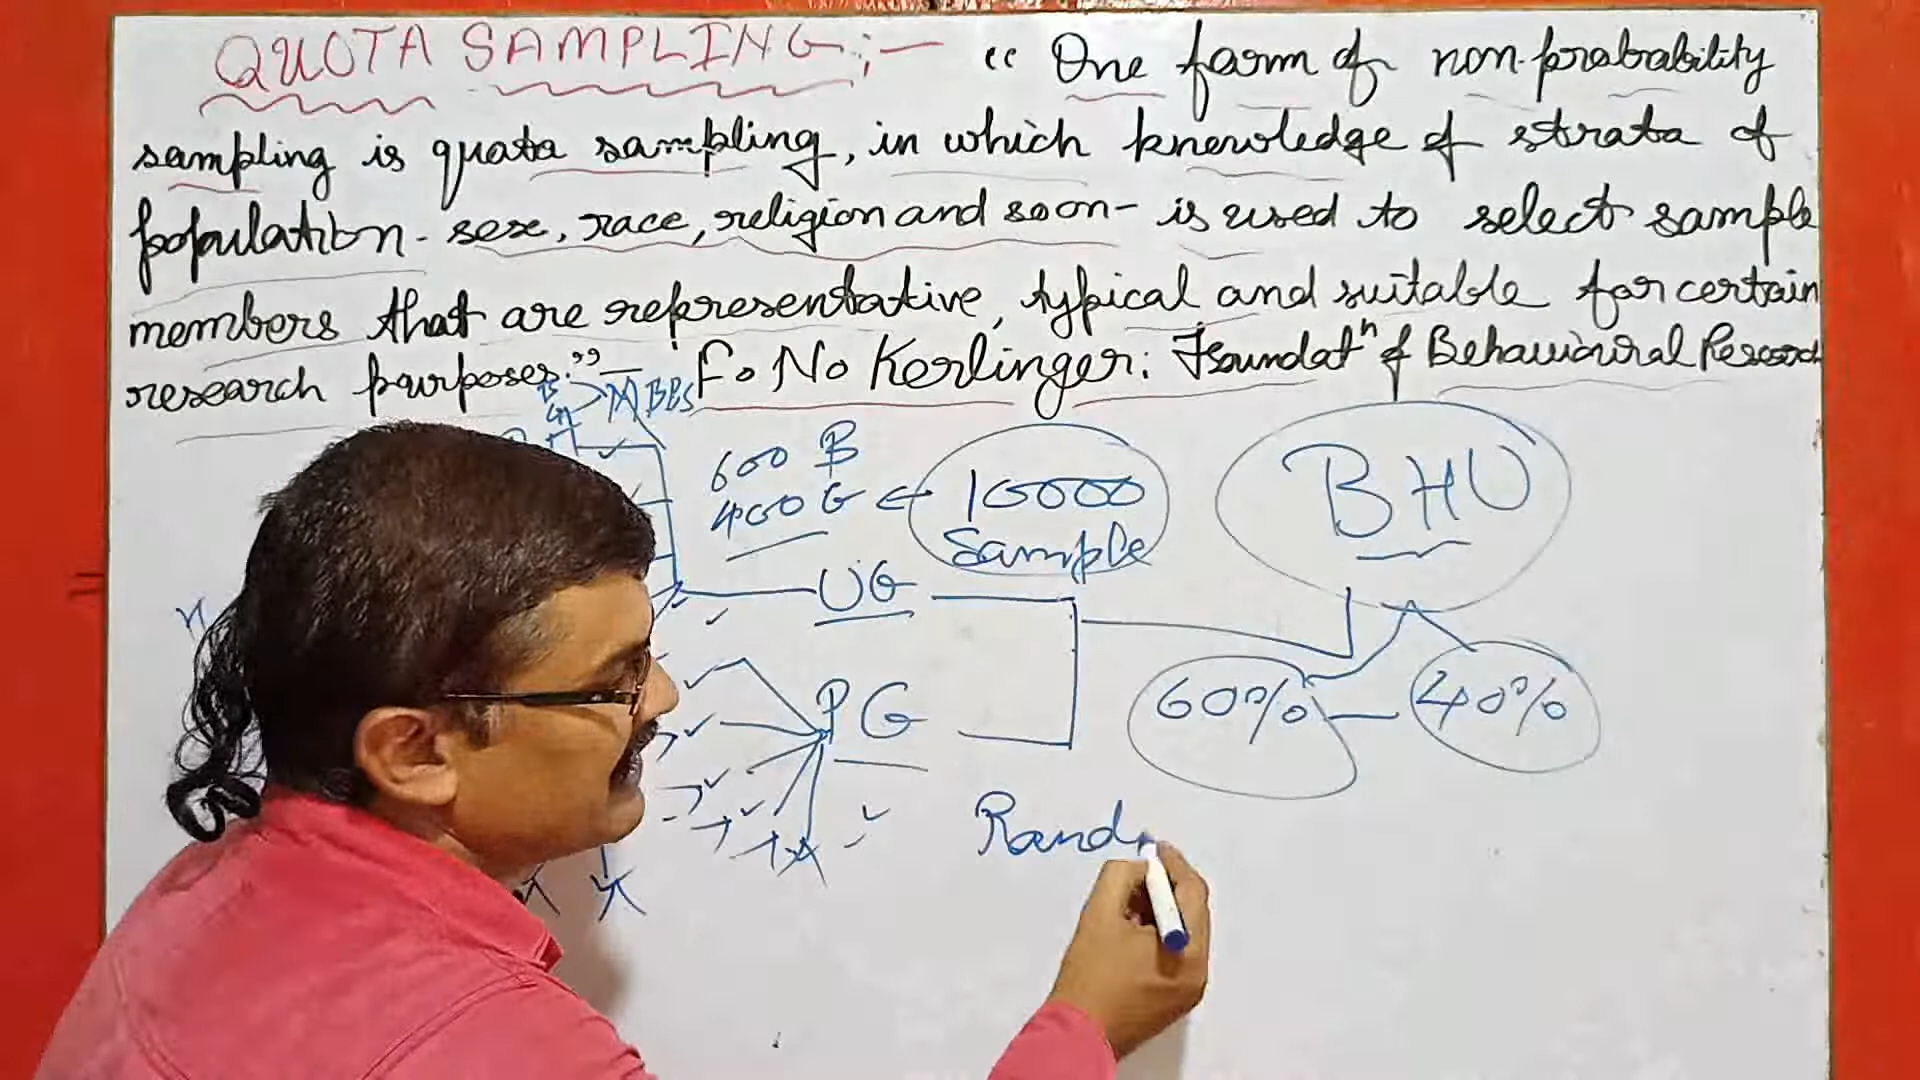 QUOTA SAMPLING :- “ One form of non-probability
sampling is quota sampling, in which knowledge of strata of
population - sex, race, religion and soon - is used to select sample
members that are representative, typical and suitable for certain
research purposes.” - F. N. Kerlinger: Foundatⁿ of Behavioural Research
MBBS
600 B
400 G ← 10000
Sample
BHU
UG
60% - 40%
PG
Rand